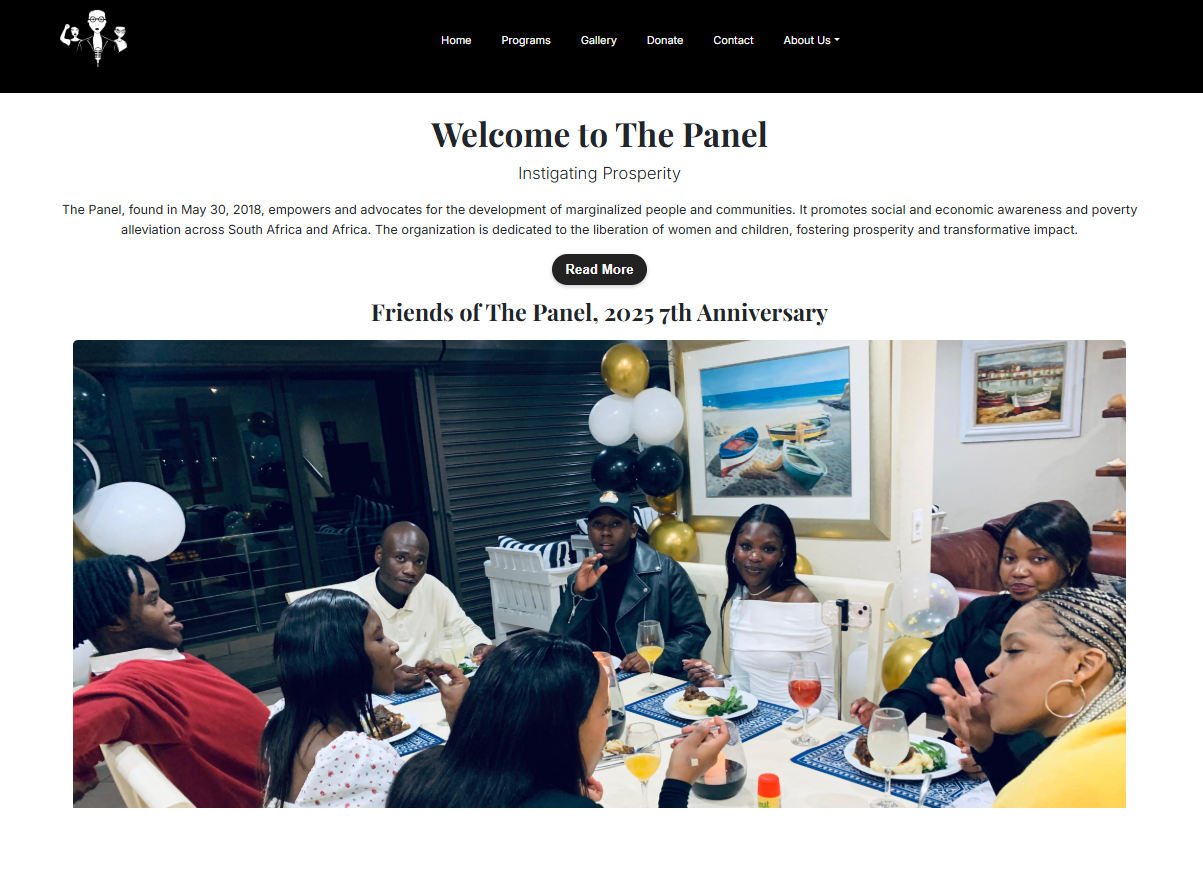 Home Programs Gallery Donate Contact About Us
Welcome to The Panel
Instigating Prosperity
The Panel, found in May 30, 2018, empowers and advocates for the development of marginalized people and communities. It promotes social and economic awareness and poverty
alleviation across South Africa and Africa. The organization is dedicated to the liberation of women and children, fostering prosperity and transformative impact.
Read More
Friends of The Panel, 2025 7th Anniversary